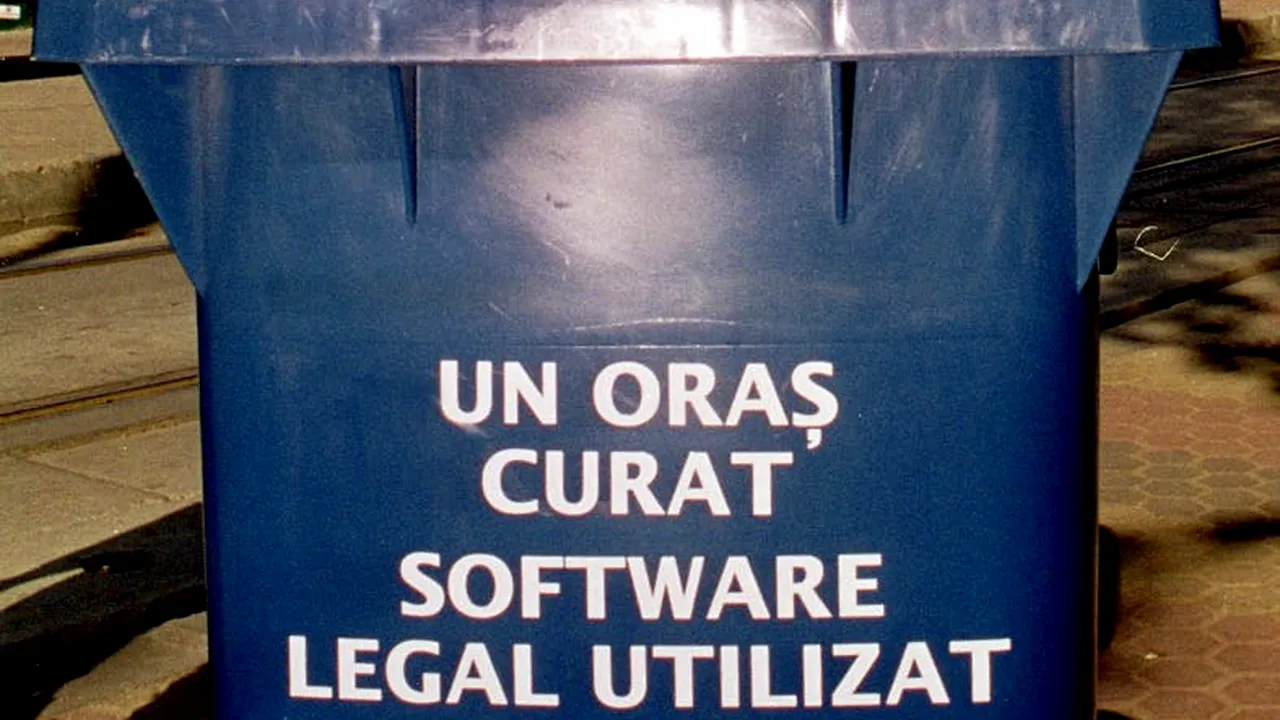 UN ORAȘ
CURAT
SOFTWARE
LEGAL UTILIZAT